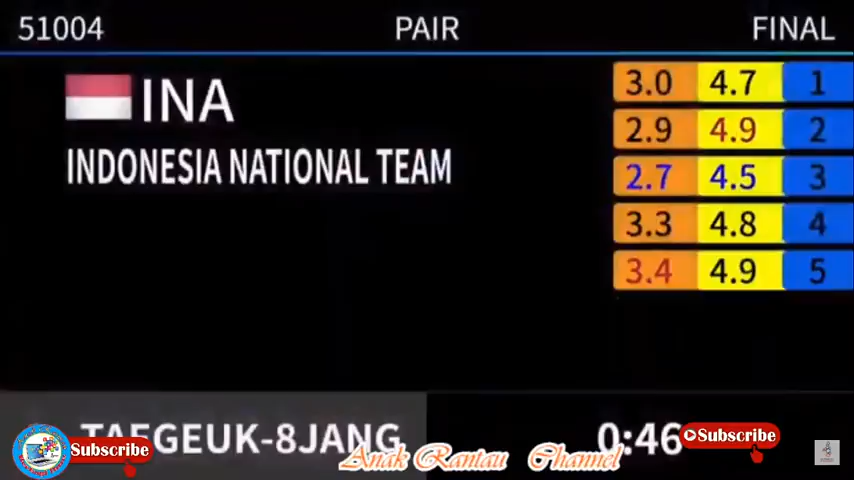 51004 PAIR FINAL
INA
INDONESIA NATIONAL TEAM
3.0 4.7 1
2.9 4.9 2
2.7 4.5 3
3.3 4.8 4
3.4 4.9 5
TAEGEUK-8JANG 0:46
Subscribe
Anak Rantau Channel
Subscribe